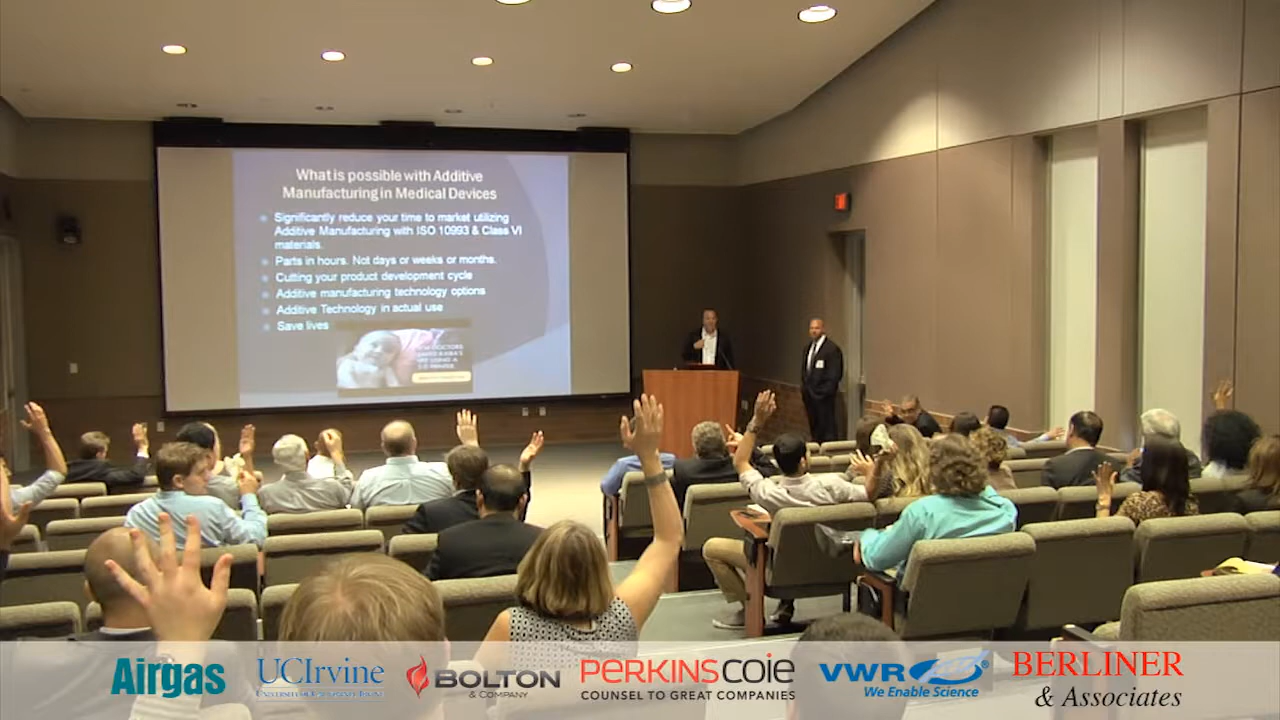 What is possible with Additive
Manufacturing in Medical Devices
Significantly reduce your time to market utilizing
Additive Manufacturing with ISO 10993 & Class VI
materials.
Parts in hours. Not days or weeks or months.
Cutting your product development cycle
Additive manufacturing technology options
Additive Technology in actual use
Save lives
Airgas
UCIrvine
BOLTON
& COMPANY
PERKINSCOIE
COUNSEL TO GREAT COMPANIES
VWR
We Enable Science
BERLINER
& Associates